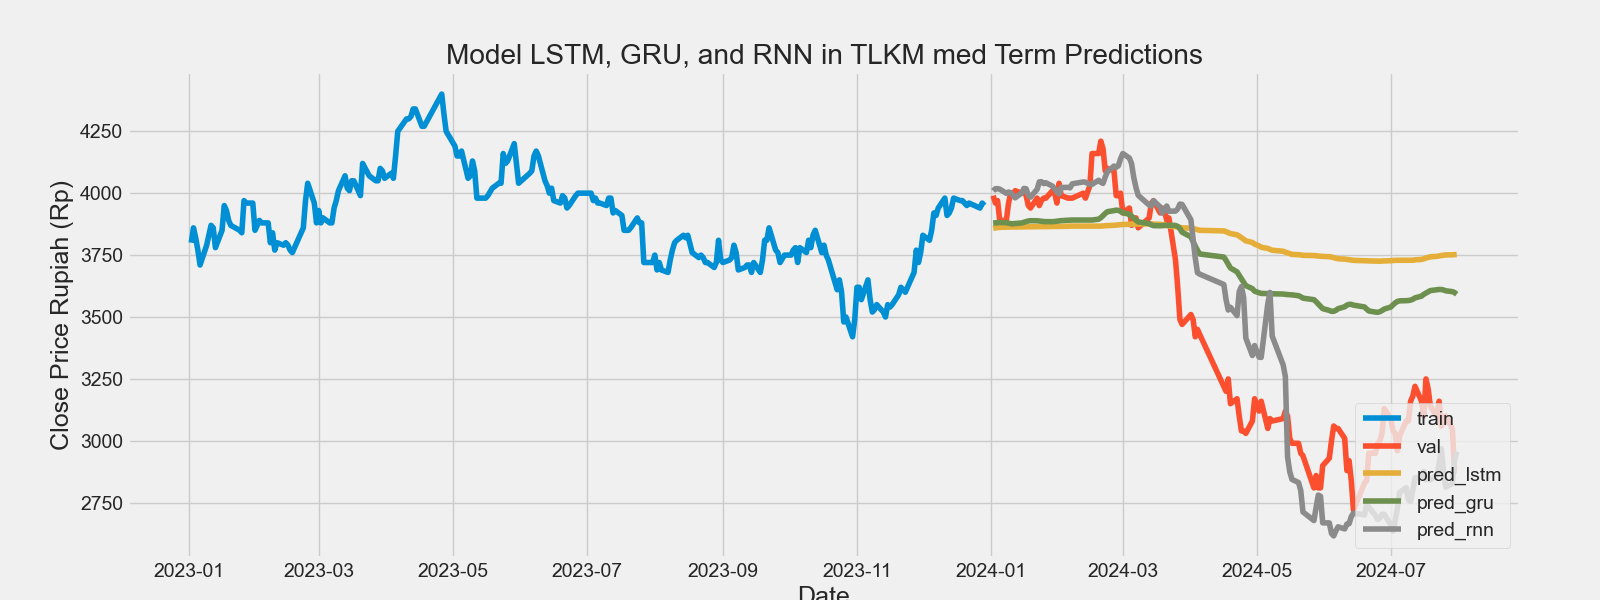 Model LSTM, GRU, and RNN in TLKM med Term Predictions
Close Price Rupiah (Rp)
4250
4000
3750
3500
3250
3000
2750
train
val
pred_lstm
pred_gru
pred_rnn
2023-01 2023-03 2023-05 2023-07 2023-09 2023-11 2024-01 2024-03 2024-05 2024-07
Date